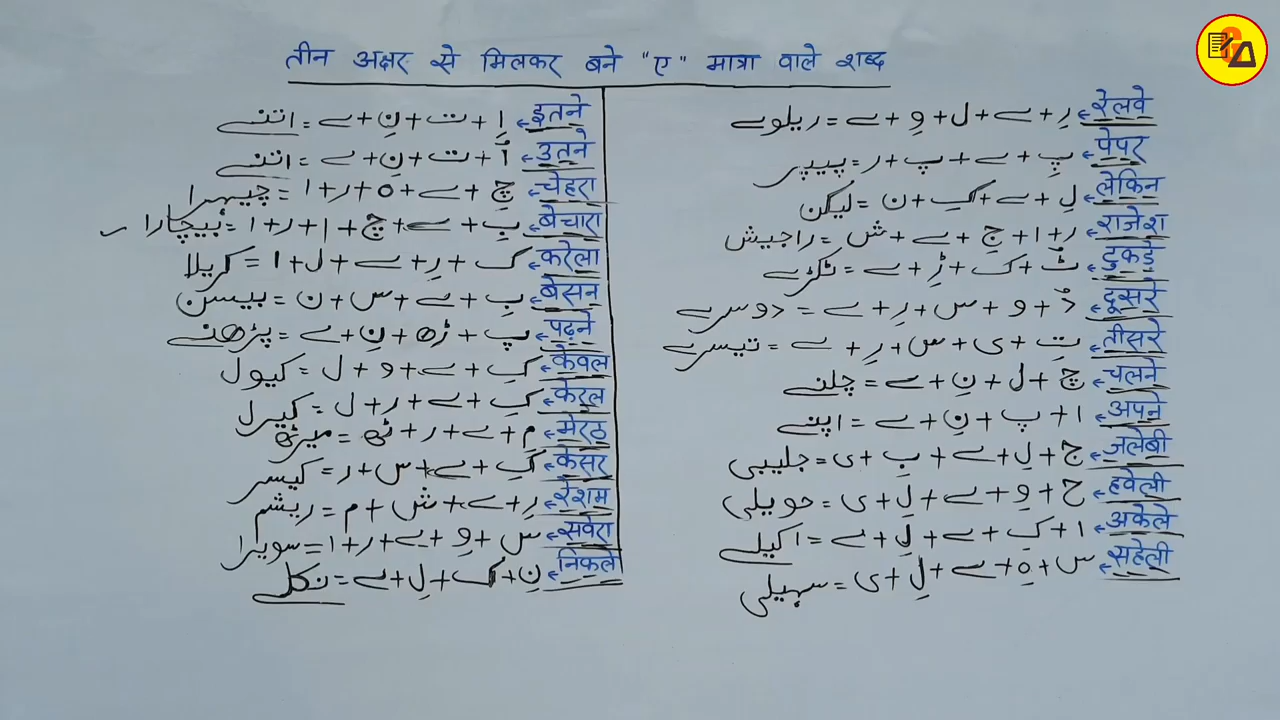 तीन अक्षर से मिलकर बने "ए" मात्रा वाले शब्द
रेलवे ← رِ + ے + ل + وِ + ے = ریلوے
पेपर ← پِ + ے + پ + ر = پیپر
लेकिन ← لِ + ے + کِ + ن = لیکن
राजेश ← ر + ا + جِ + ے + ش = راجیش
टुकड़े ← ٹُ + ک + ڑِ + ے = ٹکڑے
दूसरे ← دُ + و + س + رِ + ے = دوسرے
तीसरे ← تِ + ی + س + رِ + ے = تیسرے
चलने ← چ + ل + نِ + ے = چلنے
अपने ← ا + پ + نِ + ے = اپنے
जलेबी ← ج + لِ + ے + بِ + ی = جلیبی
हवेली ← ح + وِ + ے + لِ + ی = حویلی
अकेले ← ا + کِ + ے + لِ + ے = اکیلے
सहेली ← س + ہِ + ے + لِ + ی = سہیلی
इतने ← اِ + ت + نِ + ے = اتنے
उतने ← اُ + ت + نِ + ے = اتنے
चेहरा ← چِ + ے + ہ + ر + ا = چیہرا
बेचारा ← بِ + ے + چ + ا + ر + ا = بیچارا
करेला ← ک + رِ + ے + ل + ا = کریلا
बेसन ← بِ + ے + س + ن = بیسن
पढ़ने ← پ + ڑھ + نِ + ے = پڑھنے
केवल ← کِ + ے + و + ل = کیول
केरल ← کِ + ے + ر + ل = کیرل
मेरठ ← مِ + ے + ر + ٹھ = میرٹھ
केसर ← کِ + ے + س + ر = کیسر
रेशम ← رِ + ے + ش + م = ریشم
सवेरा ← س + وِ + ے + ر + ا = سویرا
निकले ← نِ + ک + لِ + ے = نکلے